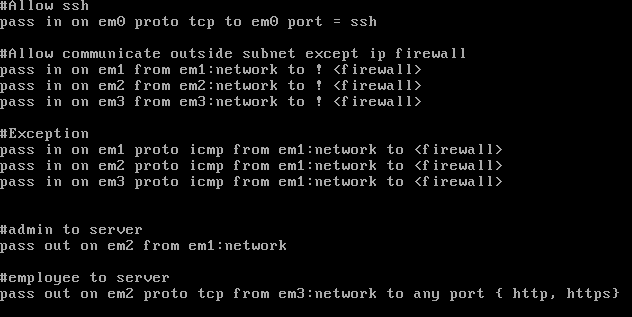 #Allow ssh
pass in on em0 proto tcp to em0 port = ssh
#Allow communicate outside subnet except ip firewall
pass in on em1 from em1:network to ! <firewall>
pass in on em2 from em2:network to ! <firewall>
pass in on em3 from em3:network to ! <firewall>
#Exception
pass in on em1 proto icmp from em1:network to <firewall>
pass in on em2 proto icmp from em1:network to <firewall>
pass in on em3 proto icmp from em1:network to <firewall>
#admin to server
pass out on em2 from em1:network
#employee to server
pass out on em2 proto tcp from em3:network to any port { http, https}